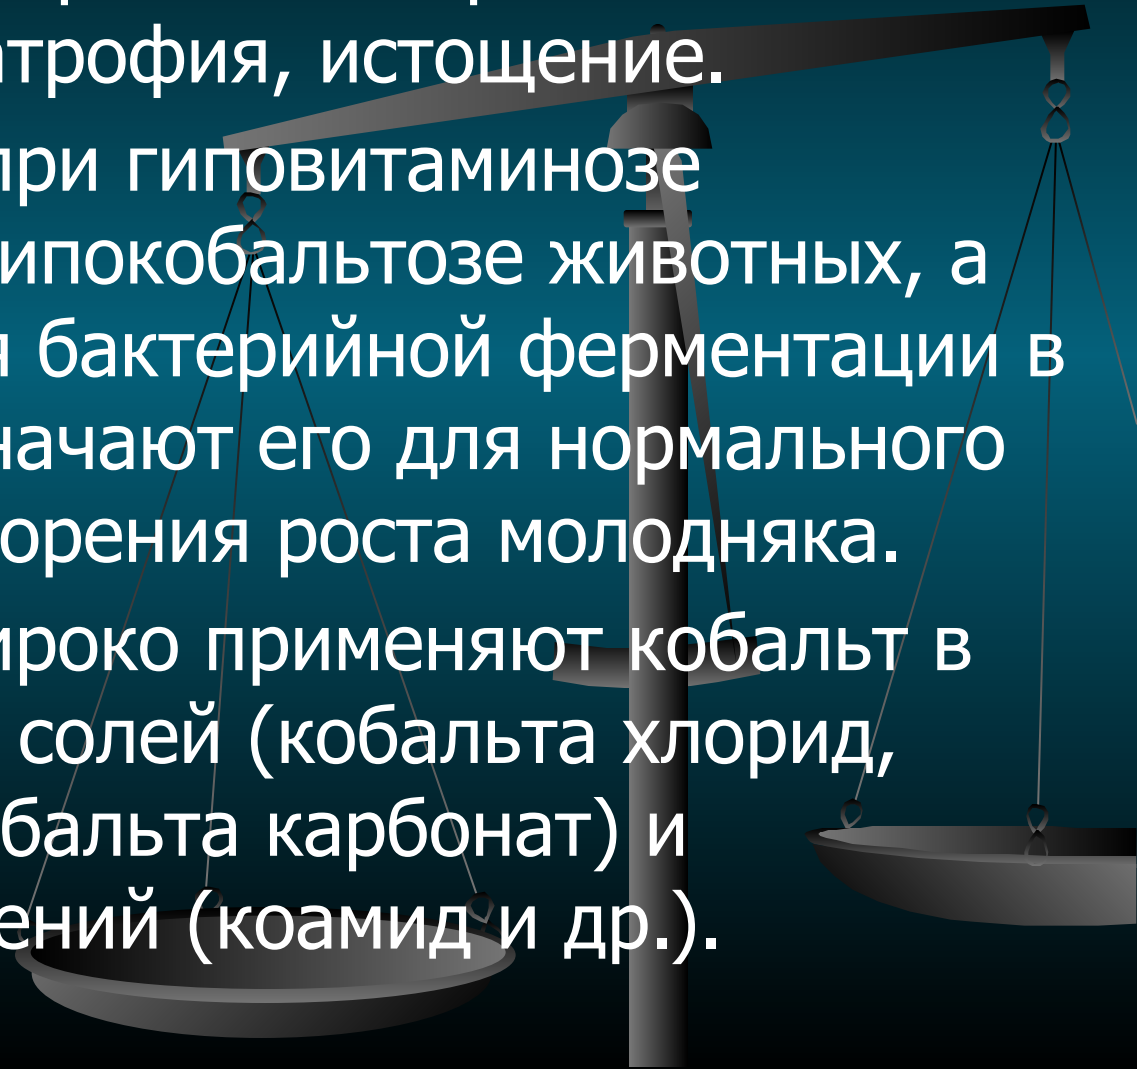 атрофия, истощение.
при гиповитаминозе
ипокобальтозе животных, а
я бактерийной ферментации в
начают его для нормального
орения роста молодняка.
ироко применяют кобальт в
солей (кобальта хлорид,
бальта карбонат) и
ений (коамид и др.).